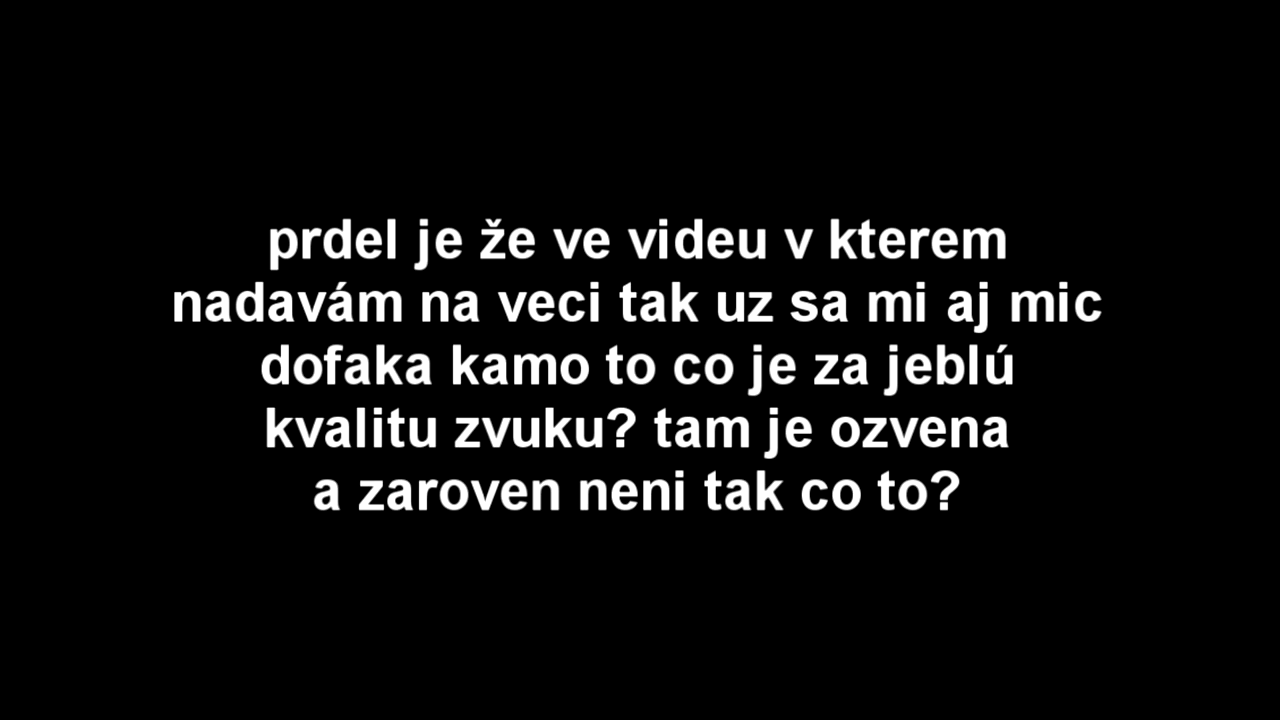 prdel je že ve videu v kterem
nadavám na veci tak uz sa mi aj mic
dofaka kamo to co je za jeblú
kvalitu zvuku? tam je ozvena
a zaroven neni tak co to?